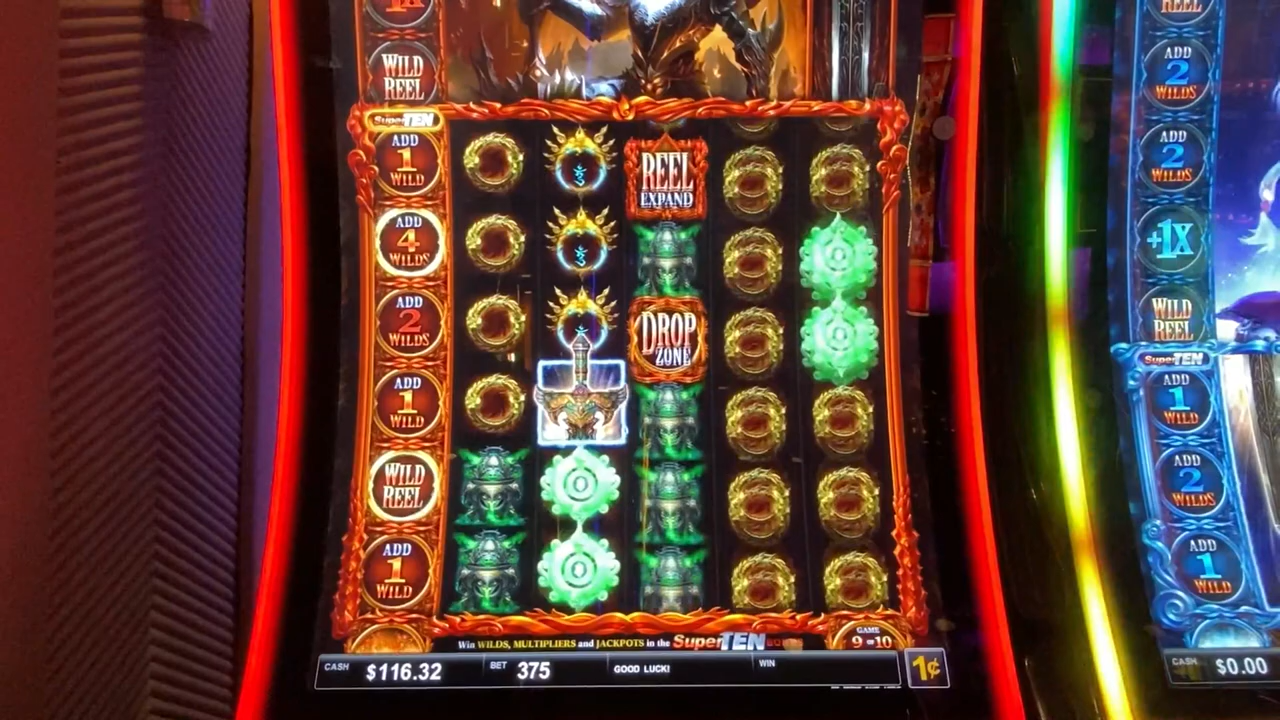 1X
WILD
REEL
SuperTEN
ADD
1
WILD
ADD
4
WILDS
ADD
2
WILDS
ADD
1
WILD
WILD
REEL
ADD
1
WILD
REEL
EXPAND
DROP
ZONE
Win WILDS, MULTIPLIERS and JACKPOTS in the SuperTEN
GAME
9 OF 10
CASH $116.32 BET 375 GOOD LUCK! WIN 1¢
REEL
ADD
2
WILDS
ADD
2
WILDS
+1X
WILD
REEL
SuperTEN
ADD
1
WILD
ADD
2
WILDS
ADD
1
WILD
CASH $0.00